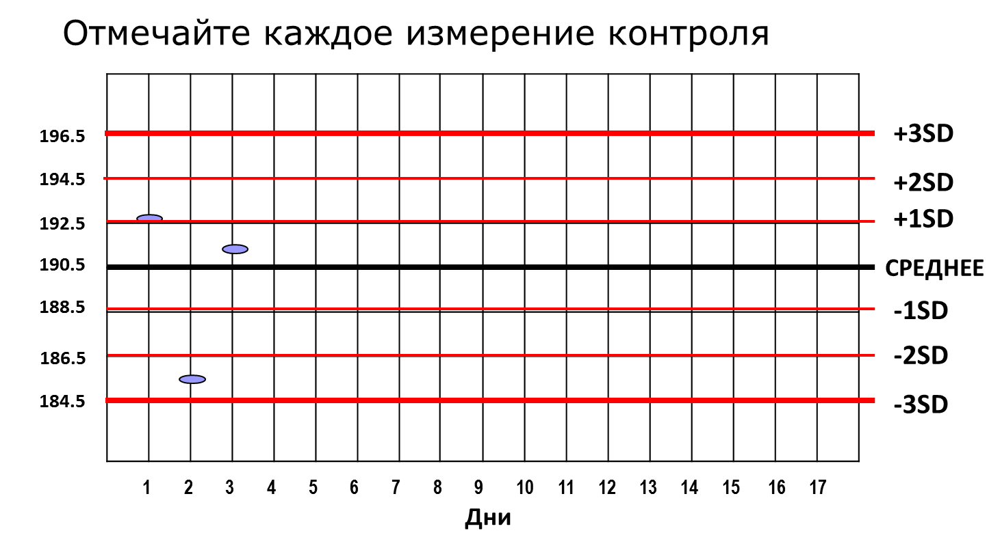 Отмечайте каждое измерение контроля
196.5 +3SD
194.5 +2SD
192.5 +1SD
190.5 СРЕДНЕЕ
188.5 -1SD
186.5 -2SD
184.5 -3SD
1 2 3 4 5 6 7 8 9 10 11 12 13 14 15 16 17
Дни